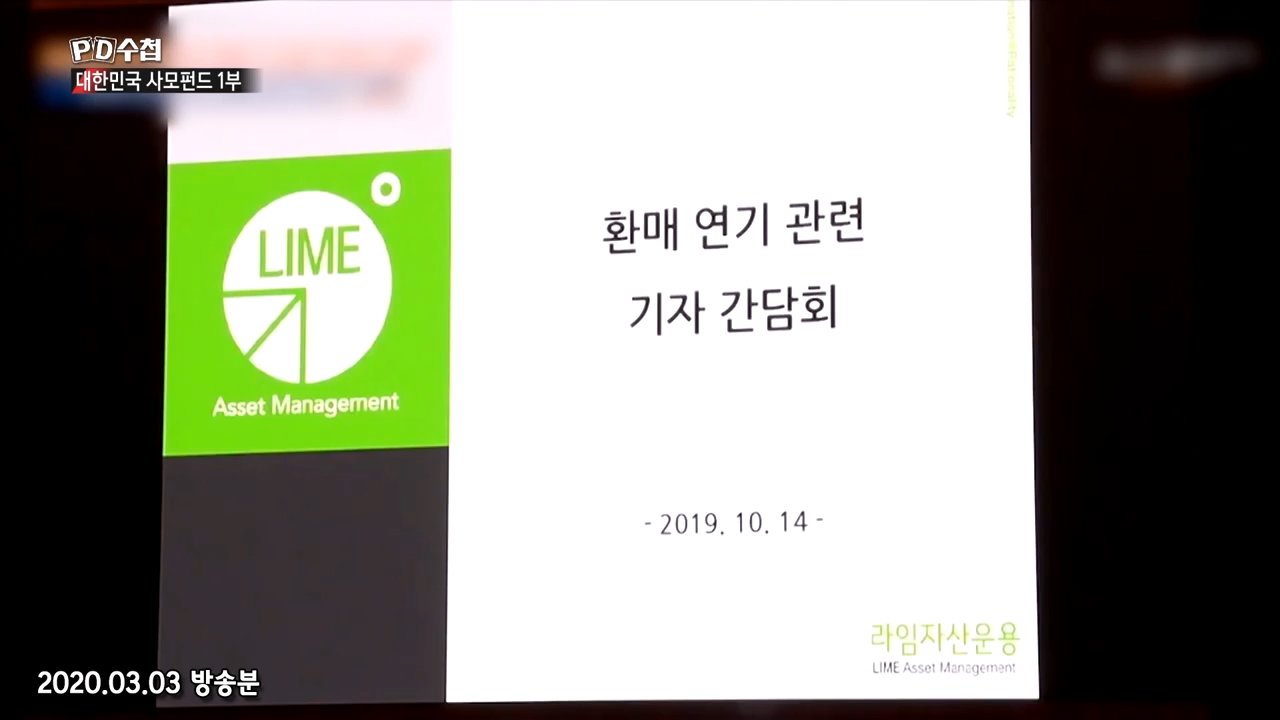 PD수첩
대한민국 사모펀드 1부
LIME
Asset Management
환매 연기 관련
기자 간담회
- 2019. 10. 14 -
라임자산운용
LIME Asset Management
2020.03.03 방송분